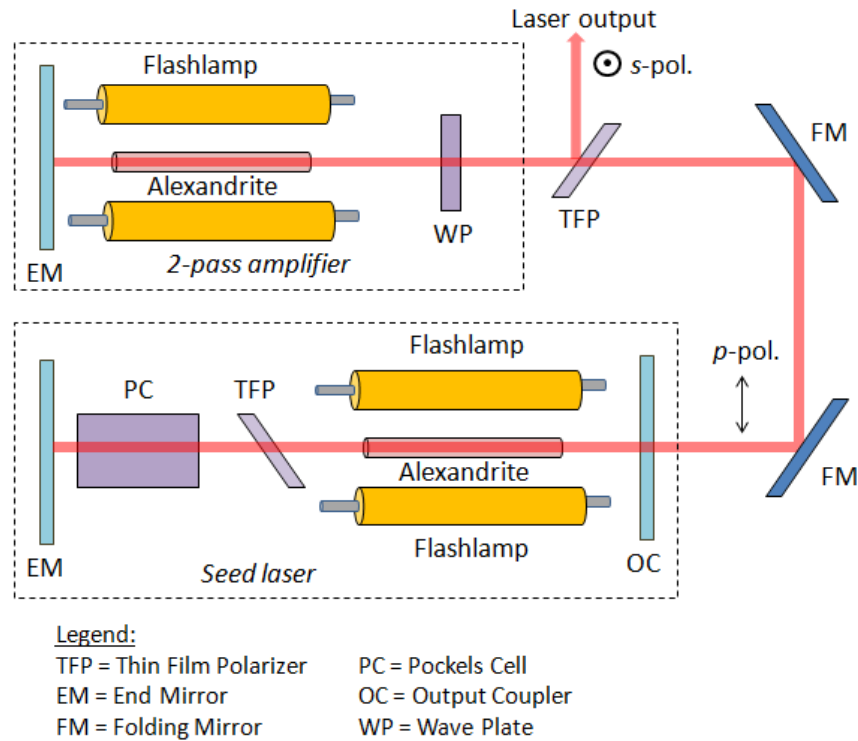 Laser output
s-pol.
Flashlamp
FM
Alexandrite
WP
TFP
2-pass amplifier
EM
Flashlamp
p-pol.
PC
TFP
Alexandrite
FM
Flashlamp
EM
Seed laser
OC
Legend:
TFP = Thin Film Polarizer
PC = Pockels Cell
EM = End Mirror
OC = Output Coupler
FM = Folding Mirror
WP = Wave Plate